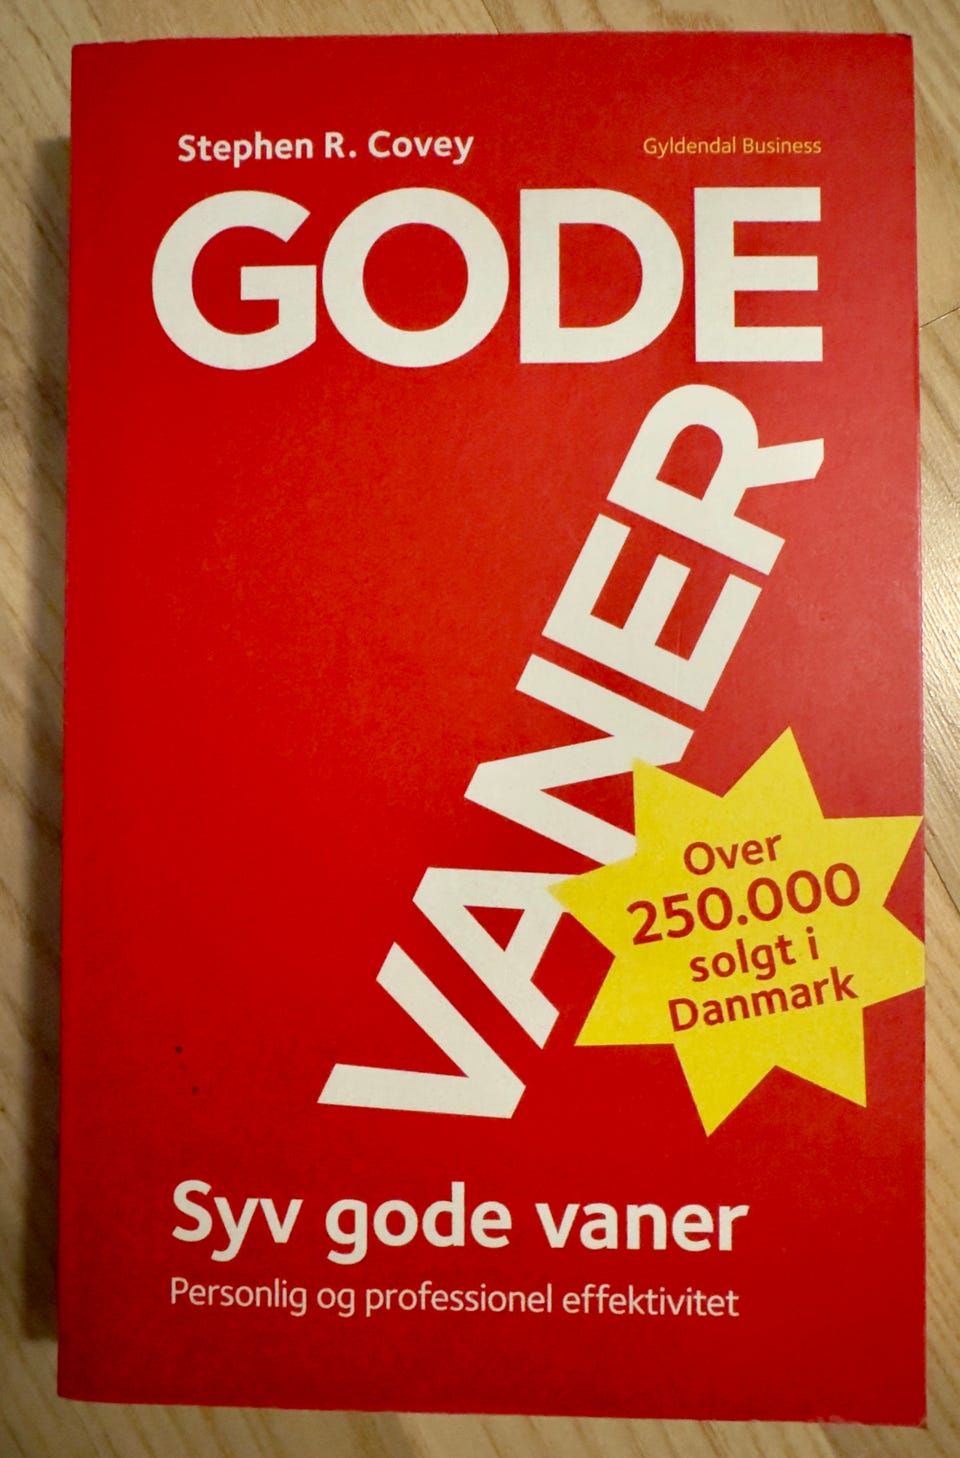 Stephen R. Covey
Gyldendal Business
GODE
VANER
Over
250.000
solgt i
Danmark
Syv gode vaner
Personlig og professionel effektivitet